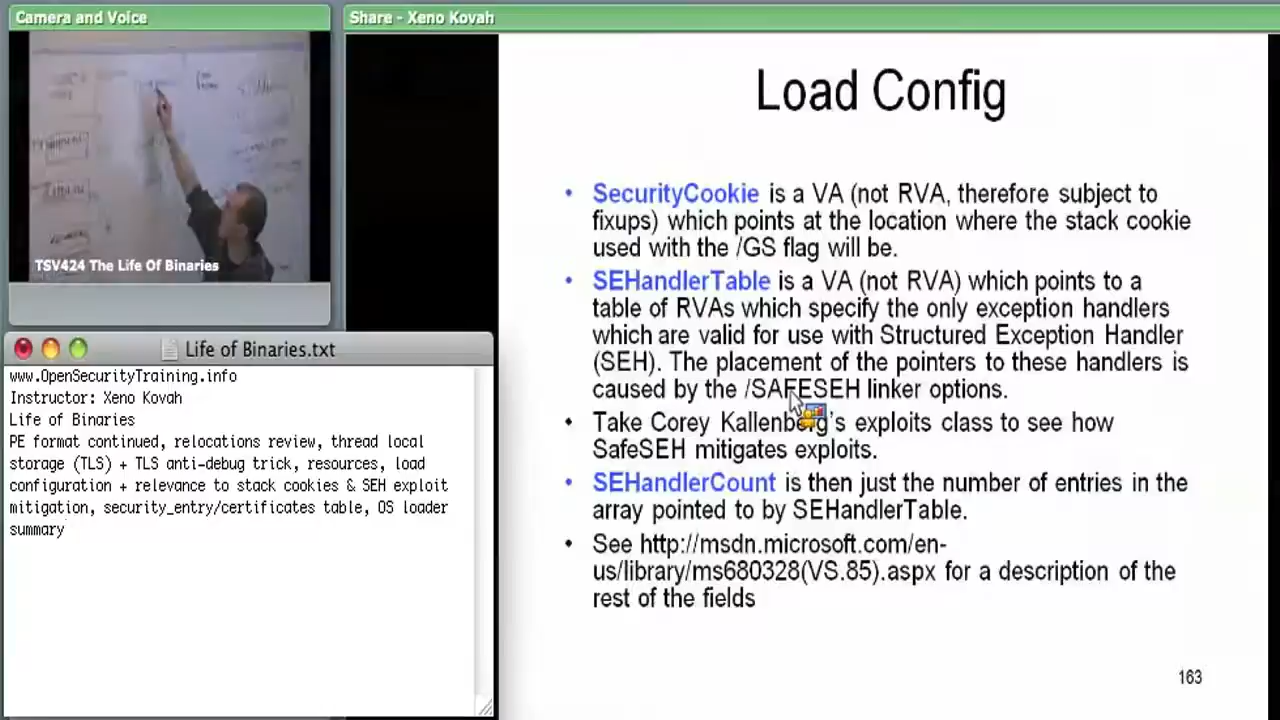 Camera and Voice
TSV424 The Life Of Binaries
Life of Binaries.txt
www.OpenSecurityTraining.info
Instructor: Xeno Kovah
Life of Binaries
PE format continued, relocations review, thread local
storage (TLS) + TLS anti-debug trick, resources, load
configuration + relevance to stack cookies & SEH exploit
mitigation, security_entry/certificates table, OS loader
summary
Share - Xeno Kovah
Load Config
• SecurityCookie is a VA (not RVA, therefore subject to
fixups) which points at the location where the stack cookie
used with the /GS flag will be.
• SEHandlerTable is a VA (not RVA) which points to a
table of RVAs which specify the only exception handlers
which are valid for use with Structured Exception Handler
(SEH). The placement of the pointers to these handlers is
caused by the /SAFESEH linker options.
• Take Corey Kallenberg's exploits class to see how
SafeSEH mitigates exploits.
• SEHandlerCount is then just the number of entries in the
array pointed to by SEHandlerTable.
• See http://msdn.microsoft.com/en-
us/library/ms680328(VS.85).aspx for a description of the
rest of the fields
163